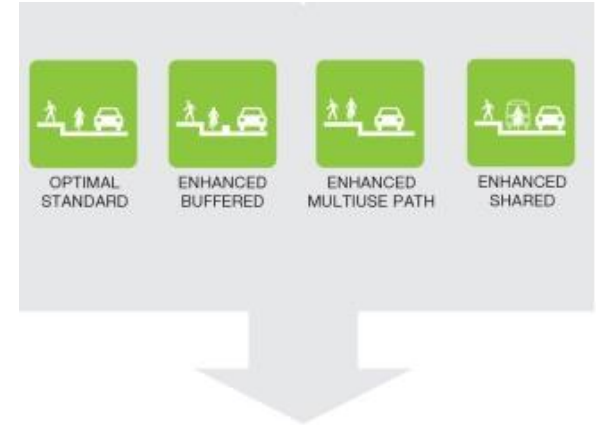 OPTIMAL
STANDARD
ENHANCED
BUFFERED
ENHANCED
MULTIUSE PATH
ENHANCED
SHARED